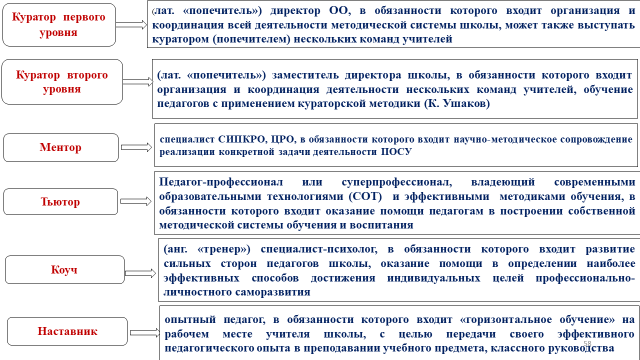 Куратор первого
уровня
(лат. «попечитель») директор ОО, в обязанности которого входит организация и
координация всей деятельности методической системы школы, может также выступать
куратором (попечителем) нескольких команд учителей
Куратор второго
уровня
(лат. «попечитель») заместитель директора школы, в обязанности которого входит
организация и координация деятельности нескольких команд учителей, обучение
педагогов с применением кураторской методики (К. Ушаков)
Ментор
специалист СИПКРО, ЦРО, в обязанности которого входит научно-методическое сопровождение
реализации конкретной задачи деятельности ПОСУ
Тьютор
Педагог-профессионал или суперпрофессионал, владеющий современными
образовательными технологиями (СОТ) и эффективными методиками обучения, в
обязанности которого входит оказание помощи педагогам в построении собственной
методической системы обучения и воспитания
Коуч
(анг. «тренер») специалист-психолог, в обязанности которого входит развитие
сильных сторон педагогов школы, оказание помощи в определении наиболее
эффективных способов достижения индивидуальных целей профессионально-
личностного саморазвития
Наставник
опытный педагог, в обязанности которого входит «горизонтальное обучение» на
рабочем месте учителя школы, с целью передачи своего эффективного
педагогического опыта в преподавании учебного предмета, классного руководства